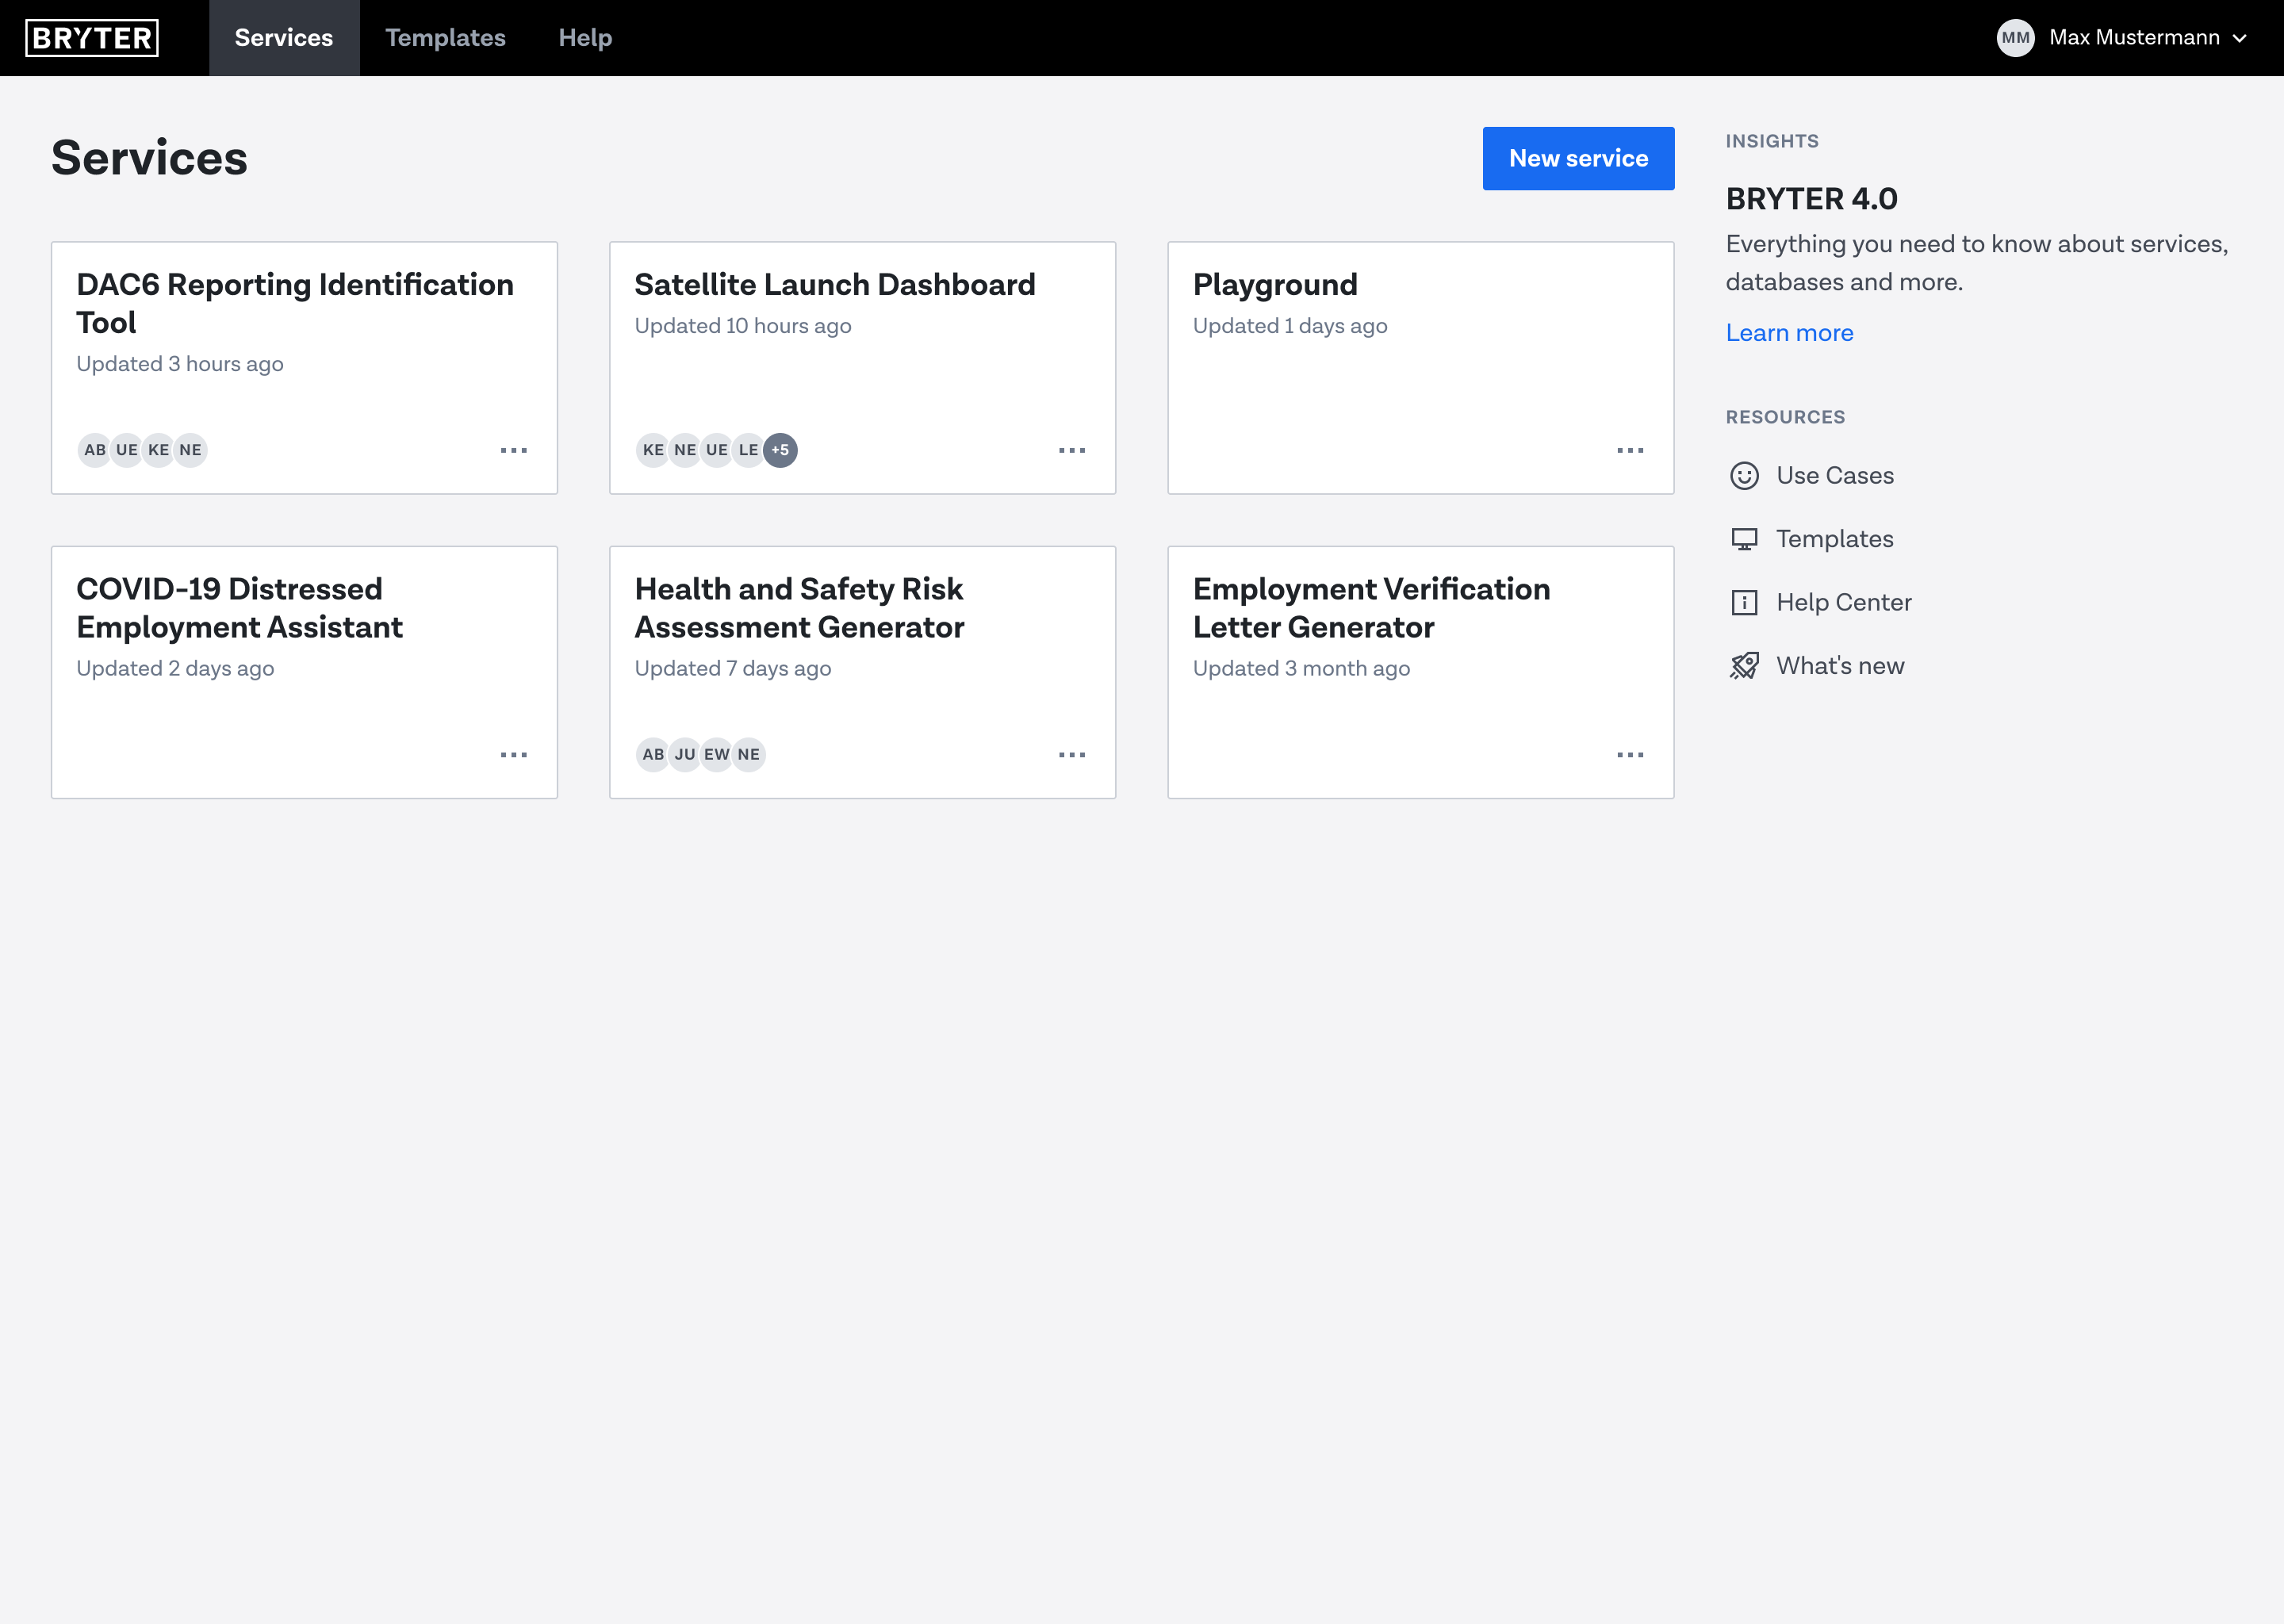 BRYTER
Services
Templates
Help
MM
Max Mustermann
Services
New service
DAC6 Reporting Identification
Tool
Updated 3 hours ago
AB UE KE NE
Satellite Launch Dashboard
Updated 10 hours ago
KE NE UE LE +5
Playground
Updated 1 days ago
COVID-19 Distressed
Employment Assistant
Updated 2 days ago
Health and Safety Risk
Assessment Generator
Updated 7 days ago
AB JU EW NE
Employment Verification
Letter Generator
Updated 3 month ago
INSIGHTS
BRYTER 4.0
Everything you need to know about services,
databases and more.
Learn more
RESOURCES
Use Cases
Templates
Help Center
What's new